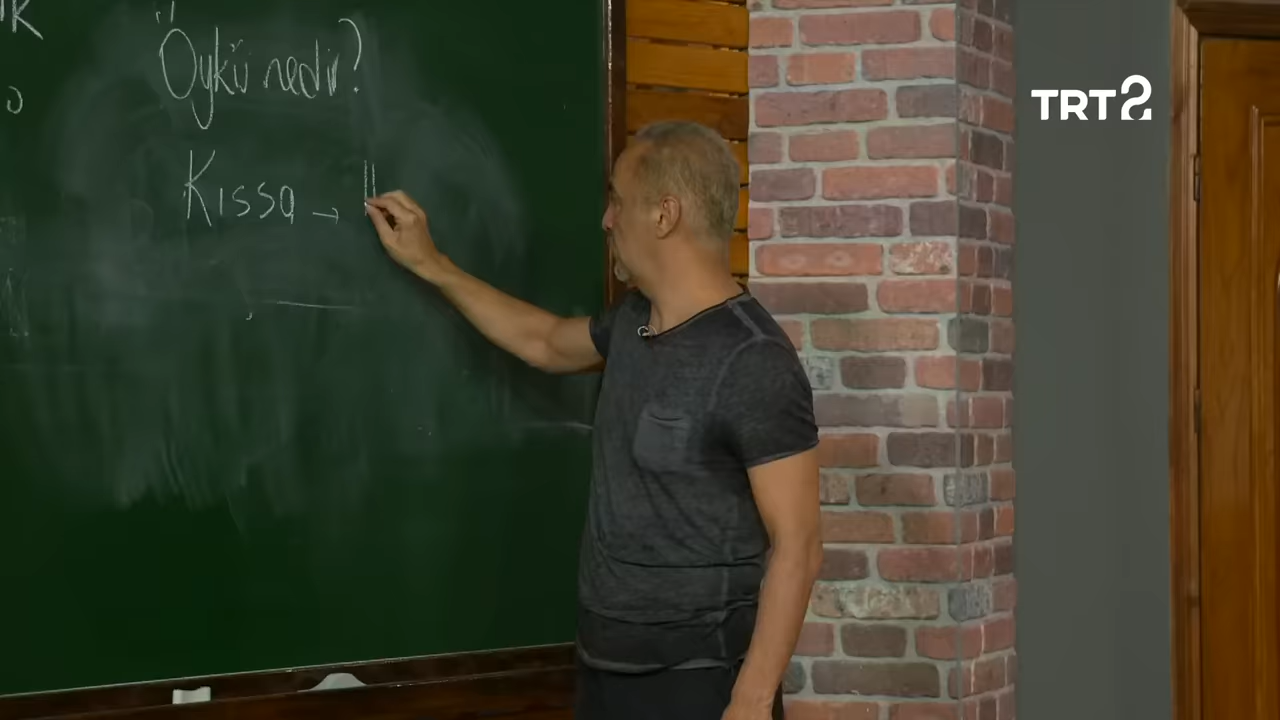 Öykü nedir?
Kıssa →
TRT2